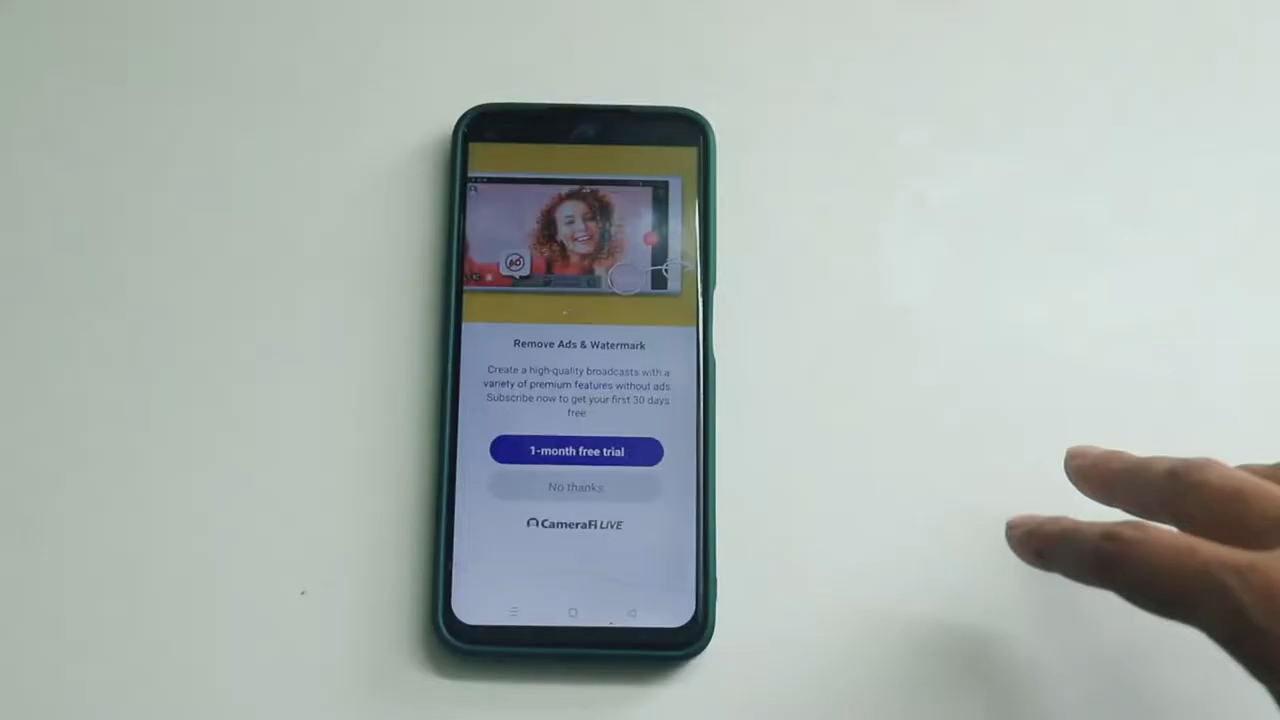 Remove Ads & Watermark
Create a high-quality broadcasts with a
variety of premium features without ads.
Subscribe now to get your first 30 days
free.
1-month free trial
No thanks.
CameraFi LIVE